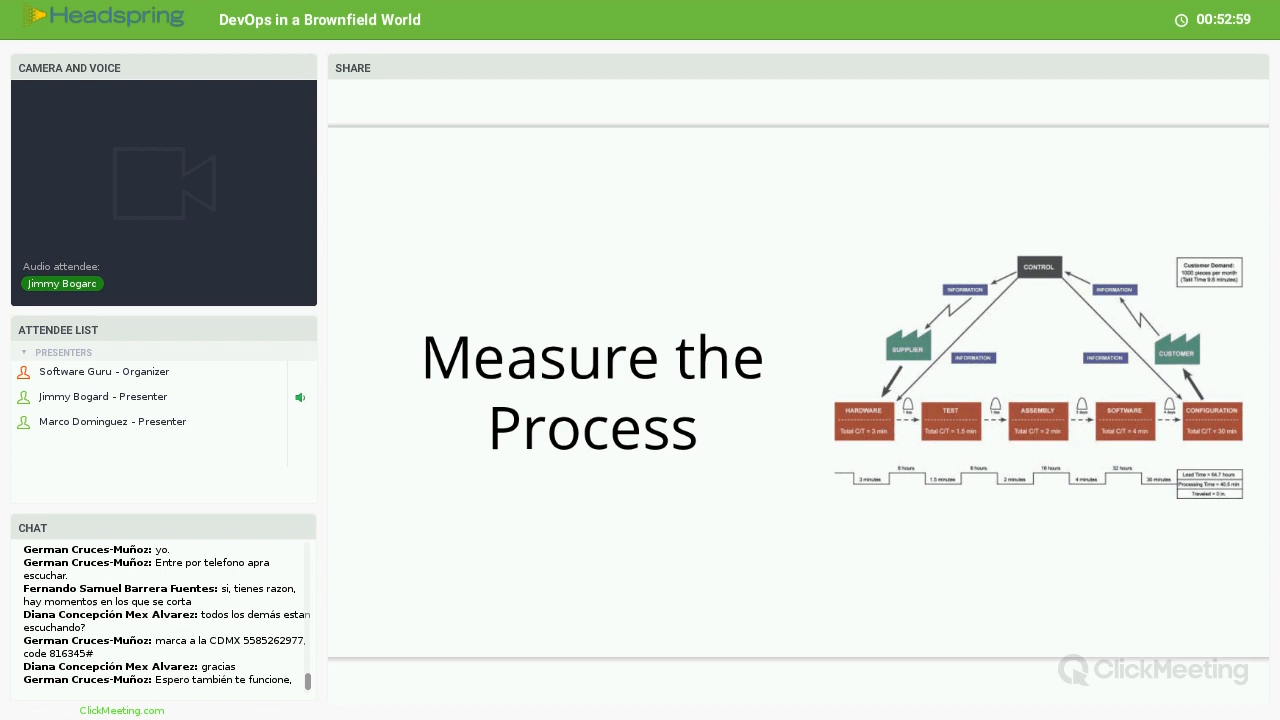 Headspring
DevOps in a Brownfield World
00:52:59
CAMERA AND VOICE
Audio attendee:
Jimmy Bogarc
ATTENDEE LIST
PRESENTERS
Software Guru - Organizer
Jimmy Bogard - Presenter
Marco Dominguez - Presenter
CHAT
German Cruces-Muñoz: yo.
German Cruces-Muñoz: Entre por telefono apra
escuchar.
Fernando Samuel Barrera Fuentes: si, tienes razon,
hay momentos en los que se corta
Diana Concepción Mex Alvarez: todos los demás estan
escuchando?
German Cruces-Muñoz: marca a la CDMX 5585262977,
code 816345#
Diana Concepción Mex Alvarez: gracias
German Cruces-Muñoz: Espero también te funcione,
ClickMeeting.com
SHARE
Measure the
Process
CONTROL
Customer Demand:
1000 pieces per month
(Takt Time 9.6 minutes)
INFORMATION
INFORMATION
SUPPLIER
INFORMATION
INFORMATION
CUSTOMER
HARDWARE
Total C/T = 3 min
TEST
Total C/T = 1.5 min
ASSEMBLY
Total C/T = 2 min
SOFTWARE
Total C/T = 4 min
CONFIGURATION
Total C/T = 30 min
3 minutes
8 hours
1.5 minutes
8 hours
2 minutes
16 hours
4 minutes
32 hours
30 minutes
Lead Time = 64.7 hours
Processing Time = 40.5 min
Traveled = 0 in.
ClickMeeting